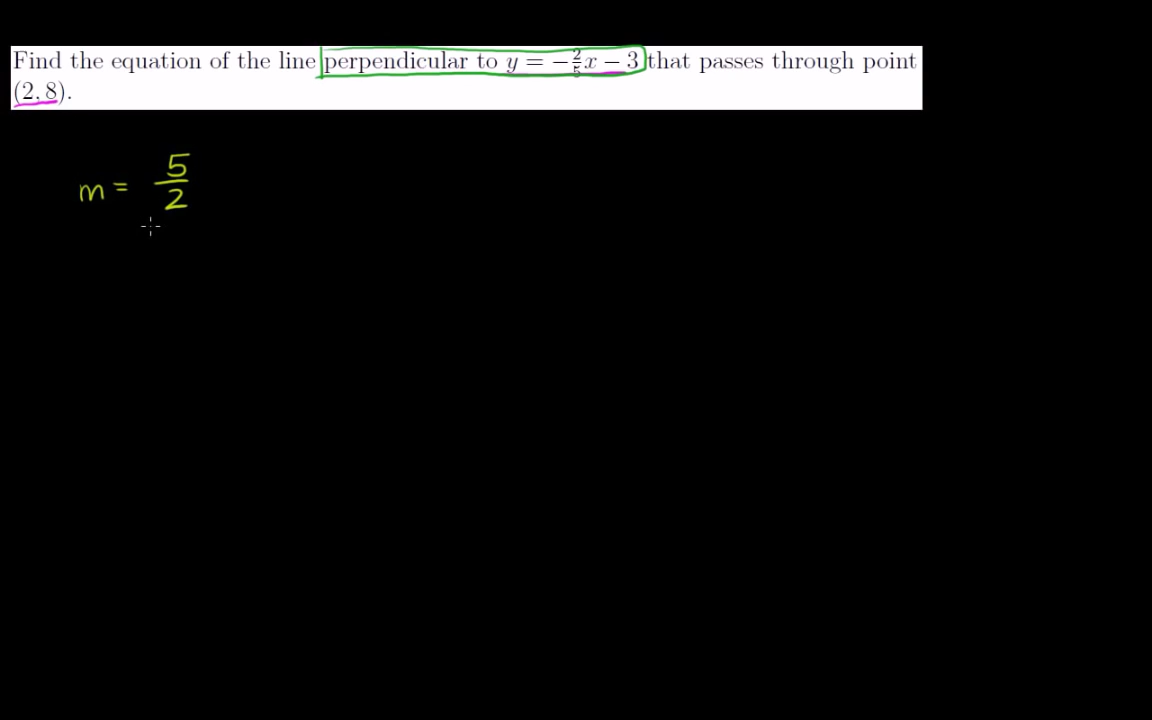 Find the equation of the line perpendicular to y = −2/5x − 3 that passes through point
(2, 8).
m = 5/2